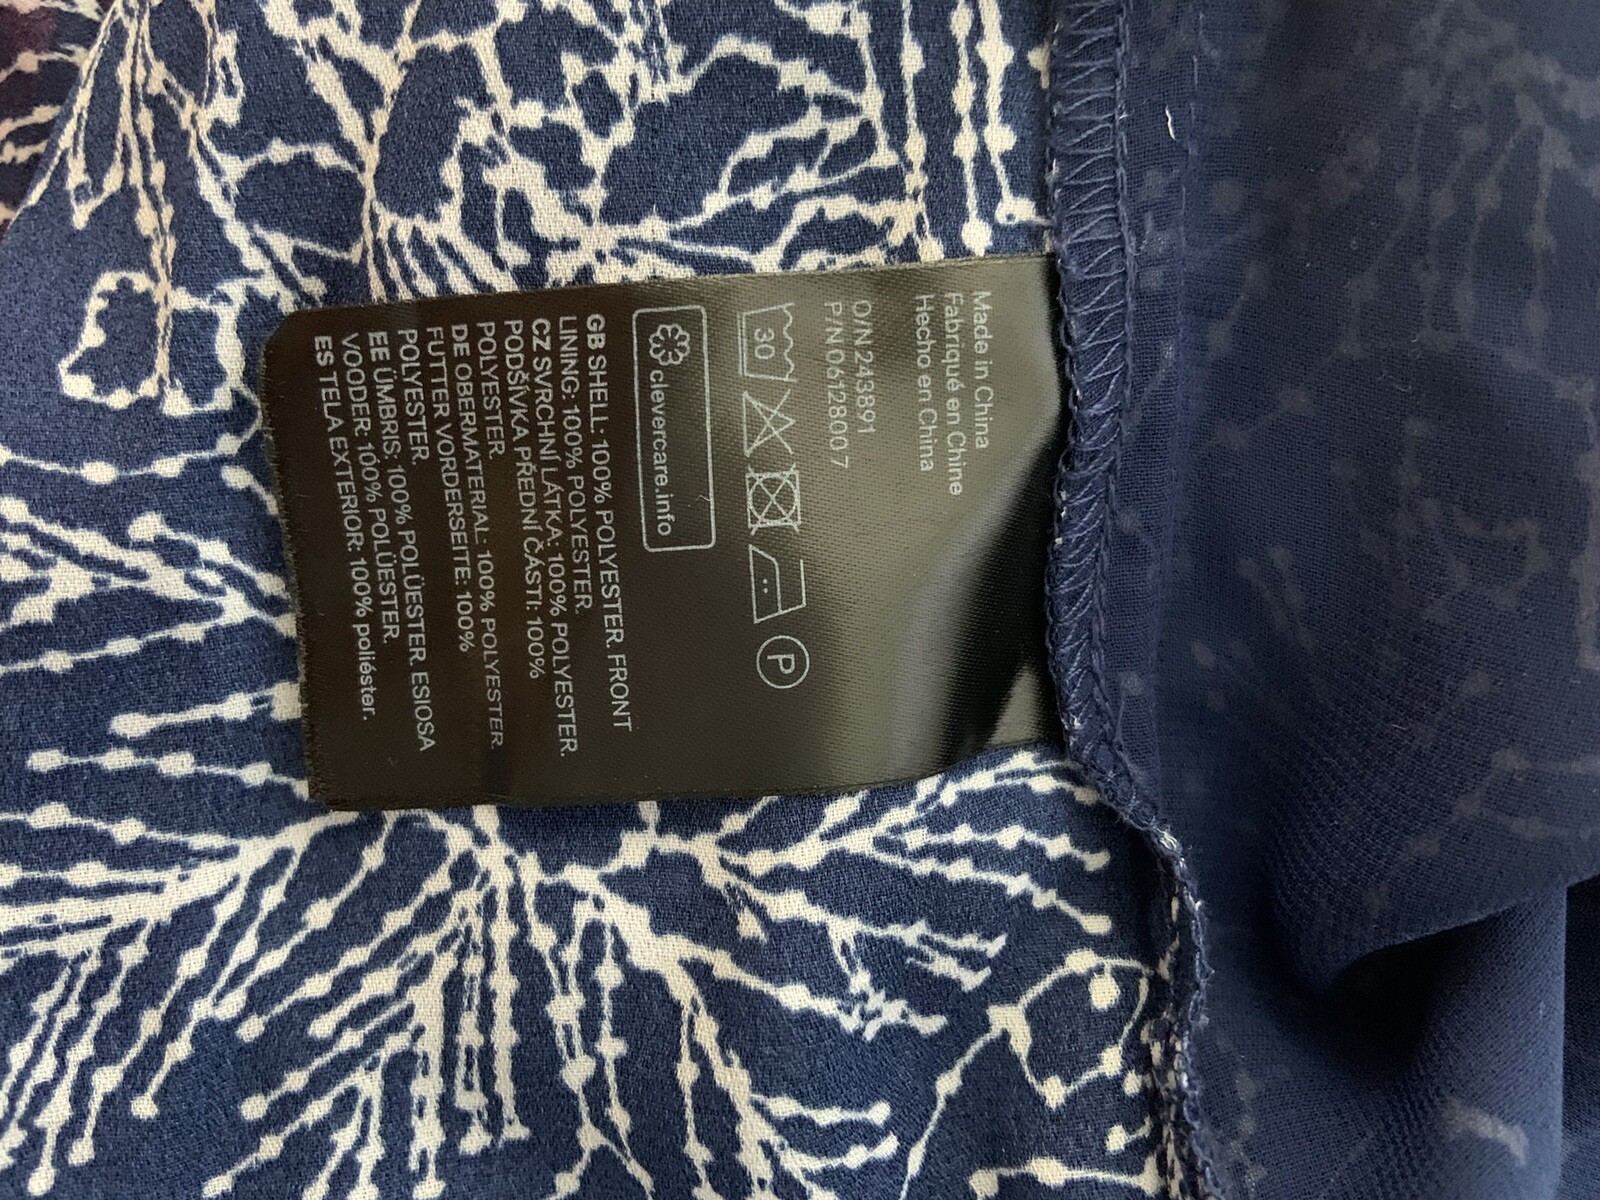 Made in China
Fabriqué en Chine
Hecho en China
O/N 243891
P/N 0612800 7
30
P
clevercare.info
GB SHELL: 100% POLYESTER. FRONT
LINING: 100% POLYESTER.
CZ SVRCHNÍ LÁTKA: 100% POLYESTER.
PODŠÍVKA PŘEDNÍ ČÁSTI: 100%
POLYESTER.
DE OBERMATERIAL: 100% POLYESTER.
FUTTER VORDERSEITE: 100%
POLYESTER.
EE ÜMBRIS: 100% POLÜESTER. ESIOSA
VOODER: 100% POLÜESTER.
ES TELA EXTERIOR: 100% poliéster.